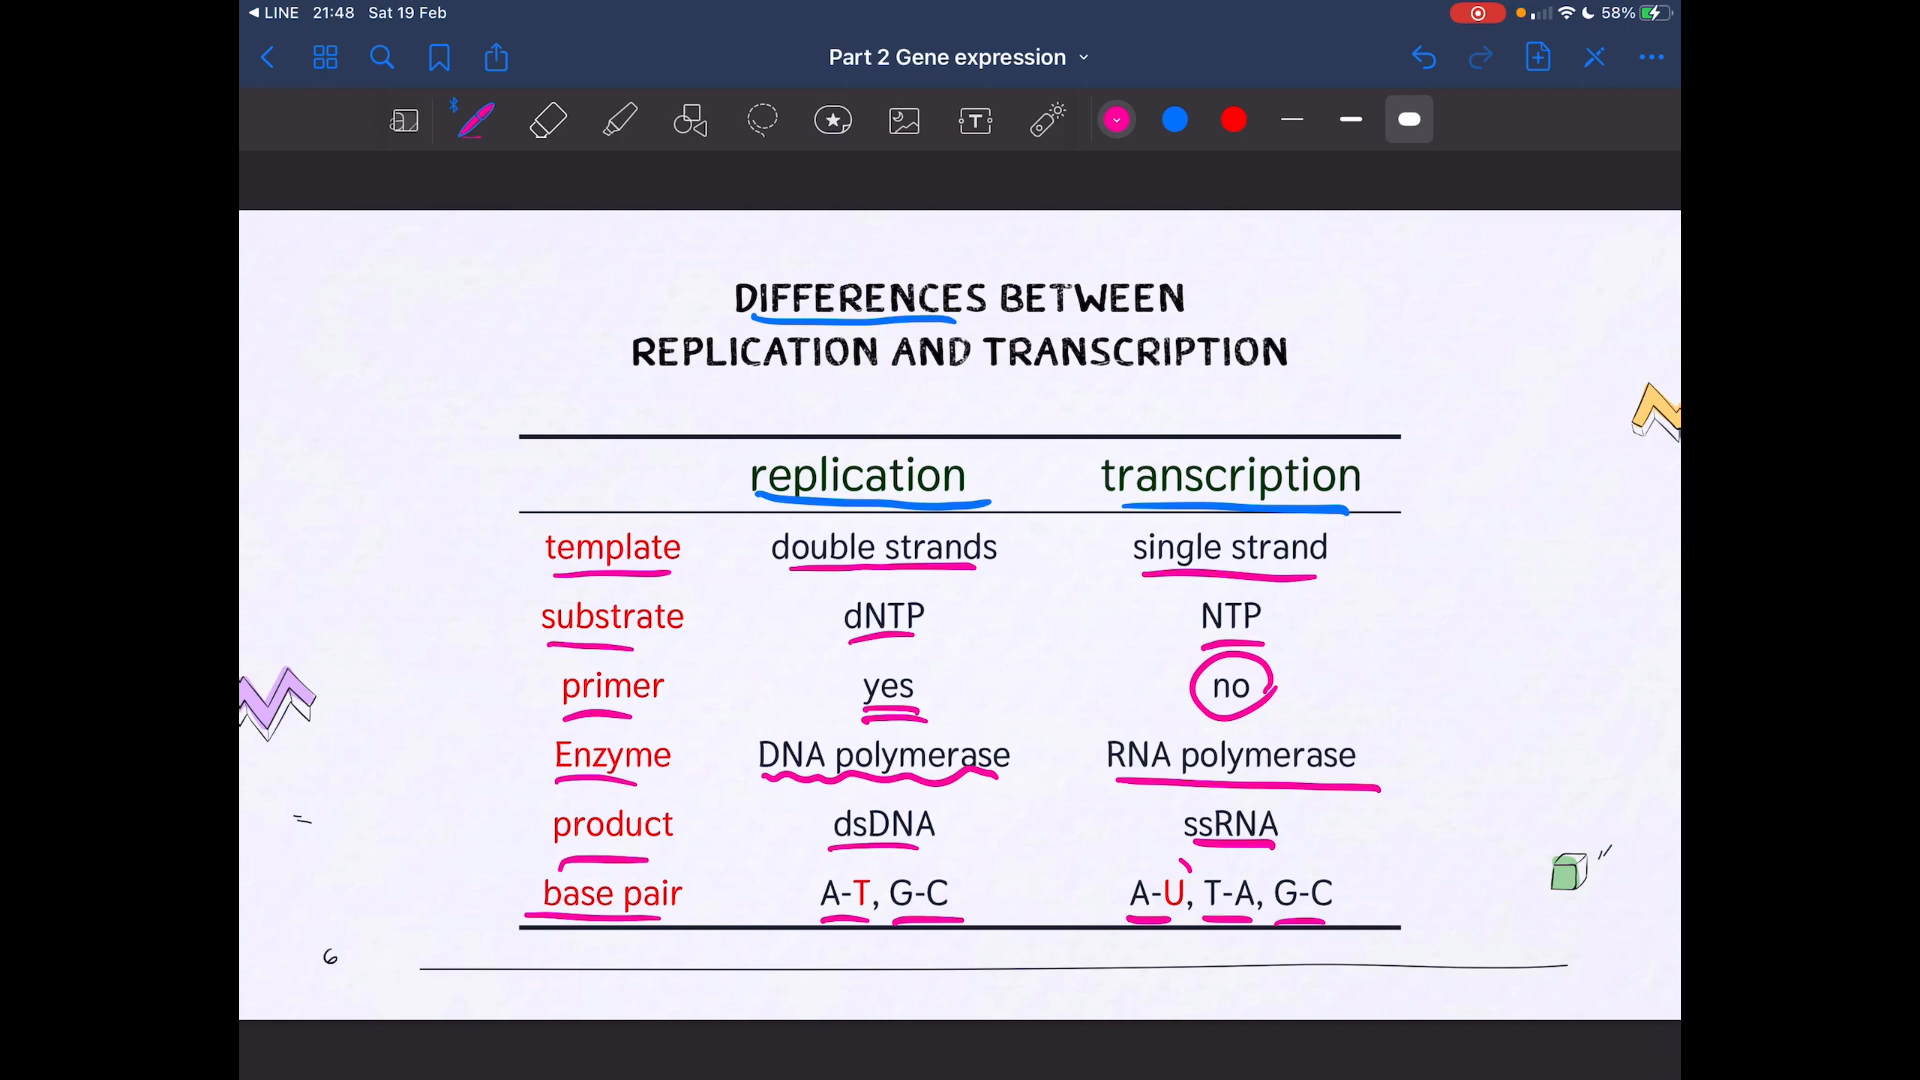 LINE 21:48 Sat 19 Feb 58%
Part 2 Gene expression
DIFFERENCES BETWEEN
REPLICATION AND TRANSCRIPTION
replication transcription
template double strands single strand
substrate dNTP NTP
primer yes no
Enzyme DNA polymerase RNA polymerase
product dsDNA ssRNA
base pair A-T, G-C A-U, T-A, G-C
6